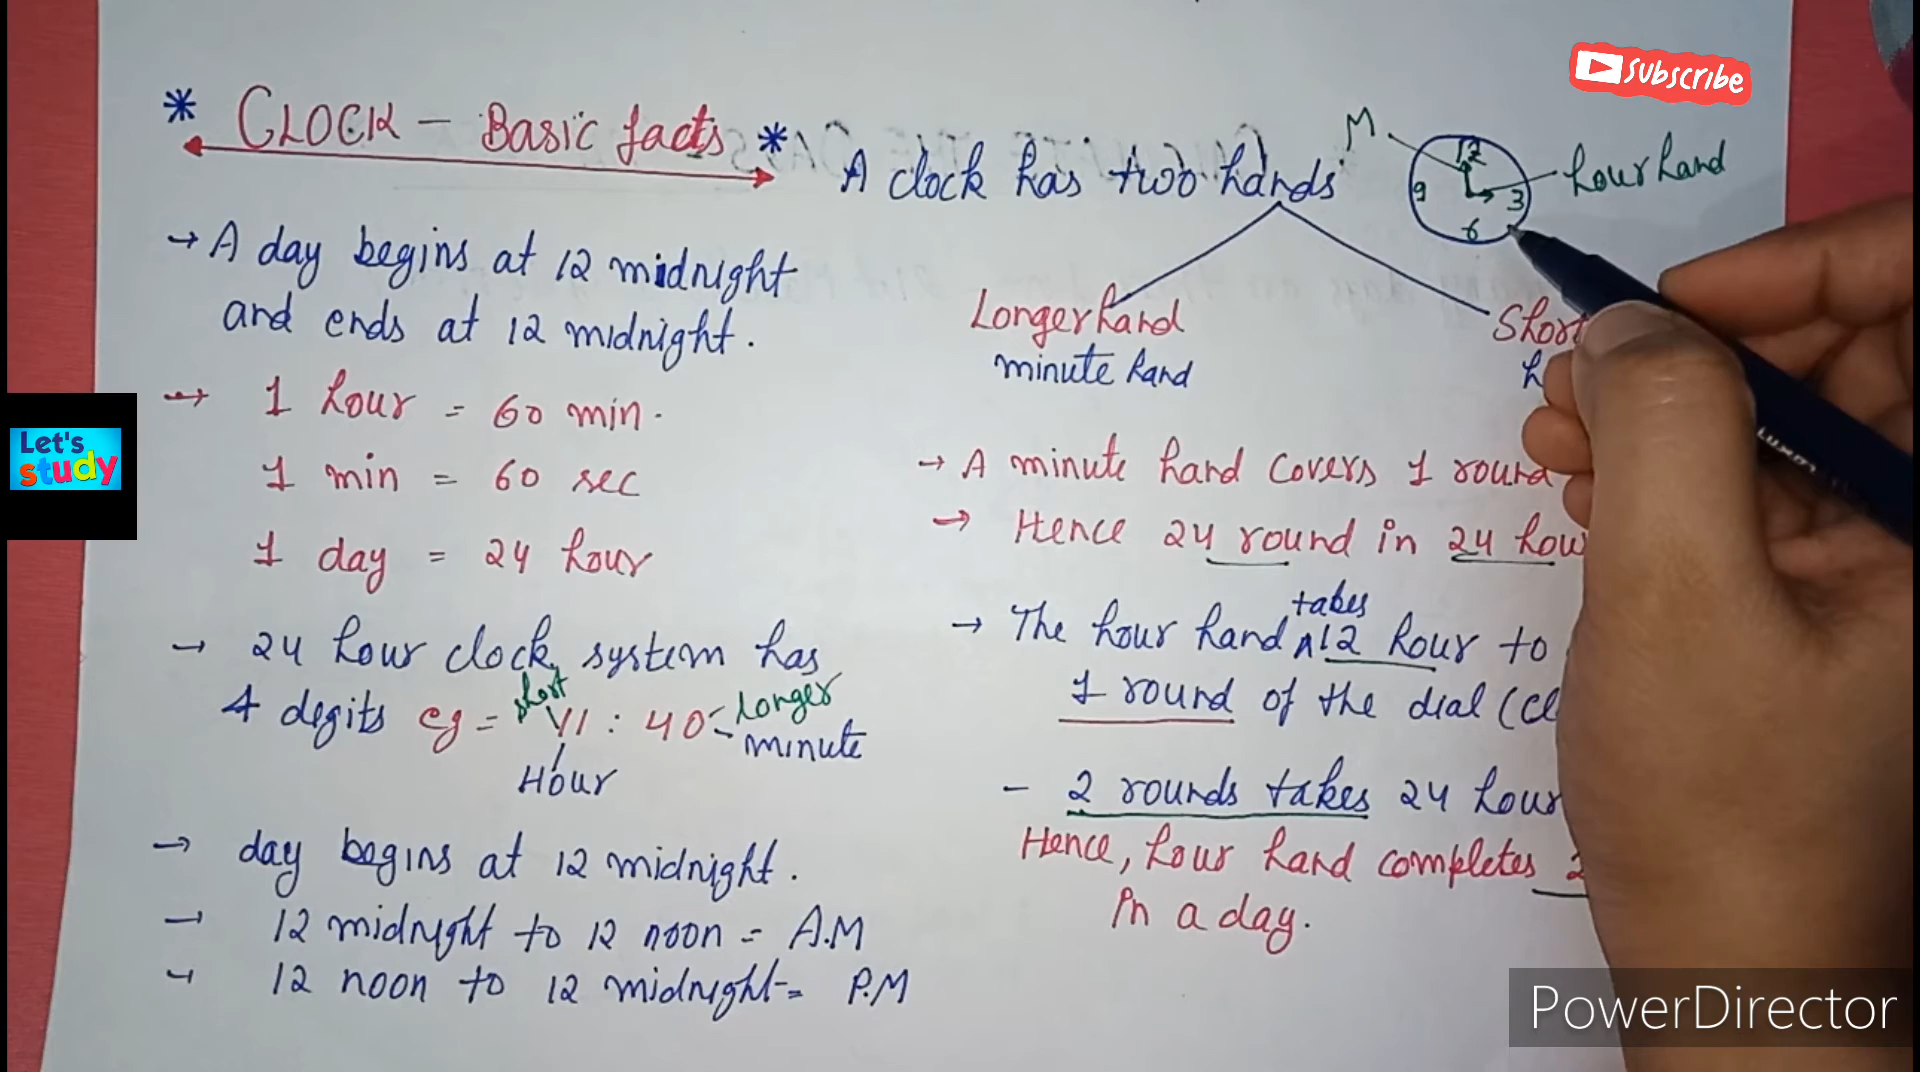 Subscribe
* CLOCK - Basic facts
→ A day begins at 12 midnight
and ends at 12 midnight.
→ 1 hour = 60 min.
1 min = 60 sec
1 day = 24 hour
→ 24 hour clock system has
short
4 degits eg = : 40 - longer
- minute
Hour
→ day begins at 12 midnight.
→ 12 midnight to 12 noon = A.M
→ 12 noon to 12 midnight = P.M
* A clock has two hands
M
12
9
3
6
hour hand
Longer hand
minute hand
Short
h
→ A minute hand covers 1 round
→ Hence 24 round in 24 hou
takes
→ The hour hand ^ 12 hour to
1 round of the dial (cl
- 2 rounds takes 24 hour
Hence, hour hand completes 2
in a day.
Let's
study
Luxor
PowerDirector